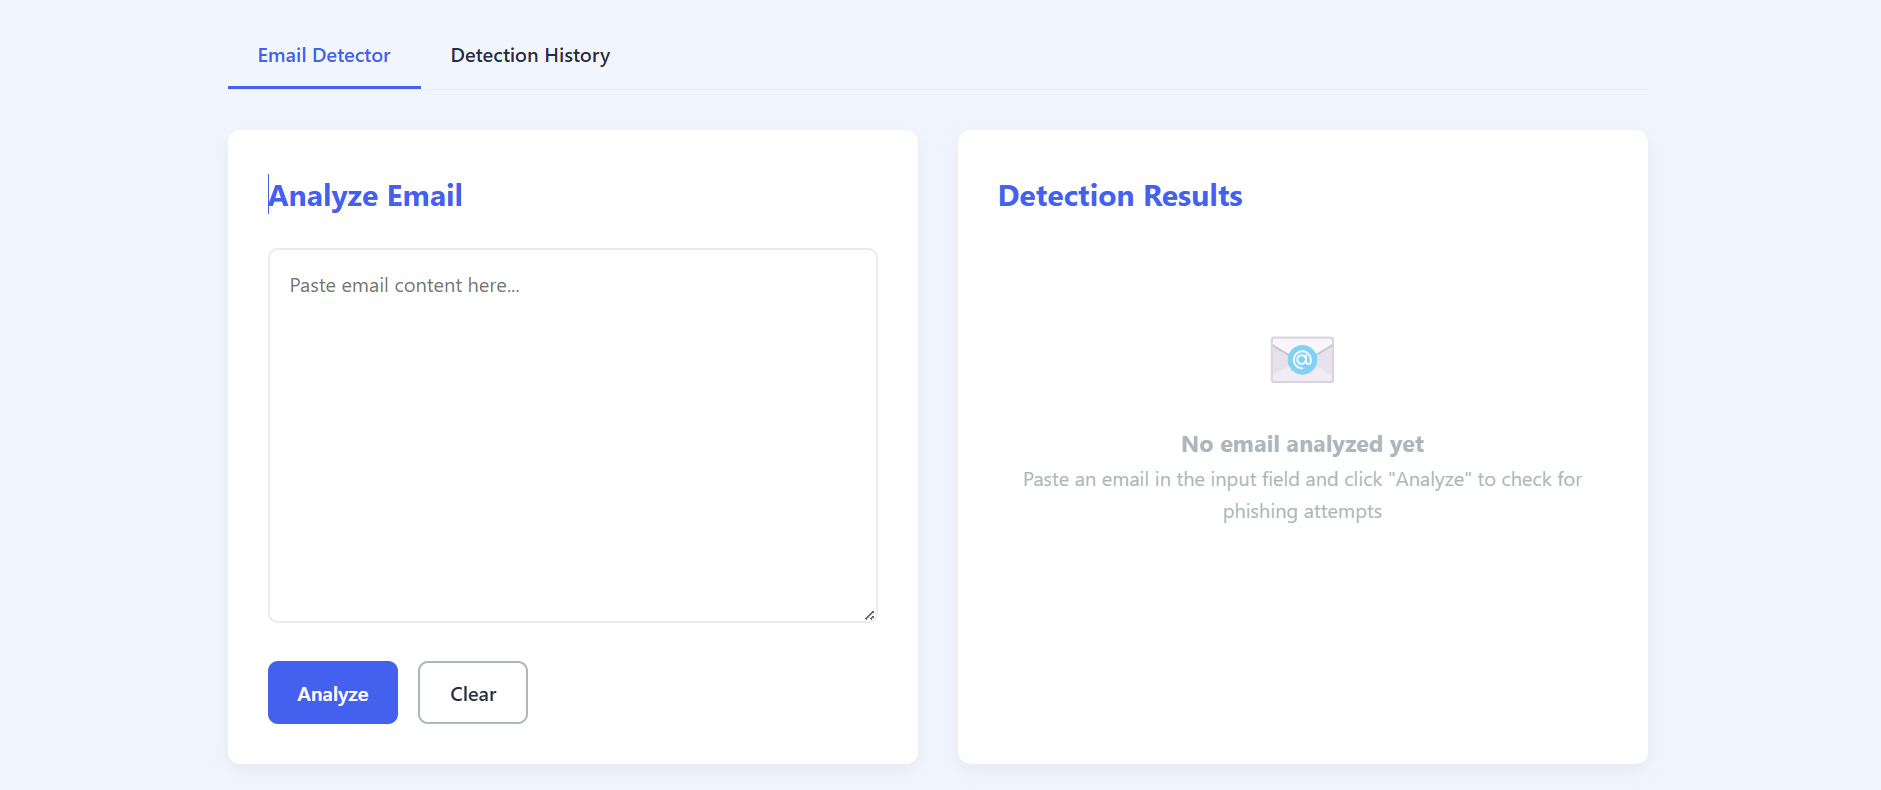 Email Detector
Detection History
Analyze Email
Paste email content here...
Analyze
Clear
Detection Results
@
No email analyzed yet
Paste an email in the input field and click "Analyze" to check for
phishing attempts